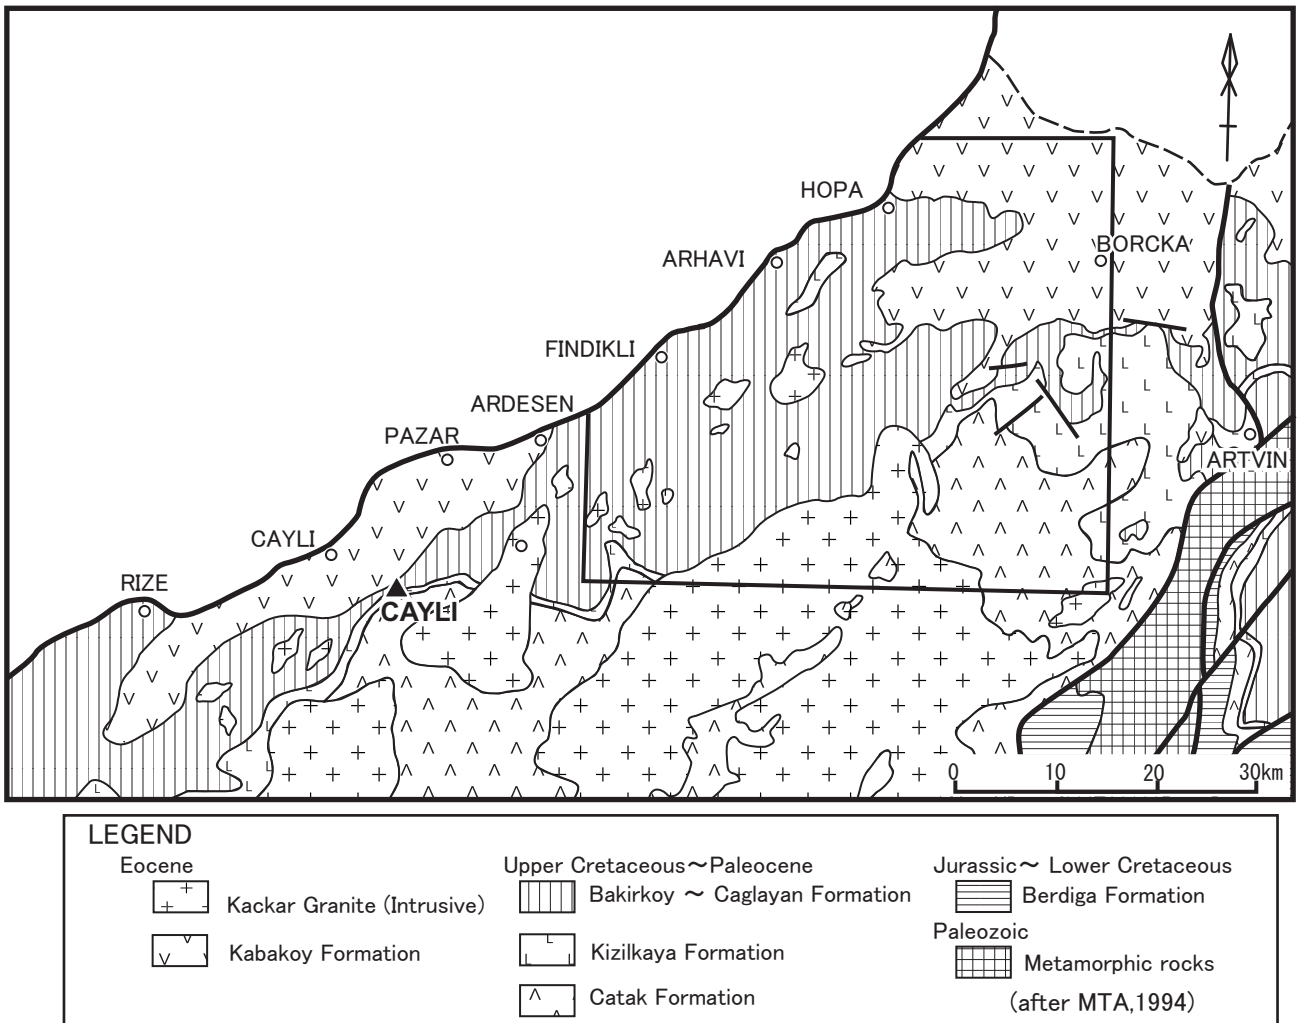 HOPA
BORCKA
ARHAVI
FINDIKLI
ARDESEN
PAZAR
ARTVIN
CAYLI
RIZE
CAYLI
0 10 20 30km
LEGEND
Eocene
Kackar Granite (Intrusive)
Kabakoy Formation
Upper Cretaceous～Paleocene
Bakirkoy ～ Caglayan Formation
Kizilkaya Formation
Catak Formation
Jurassic～ Lower Cretaceous
Berdiga Formation
Paleozoic
Metamorphic rocks
(after MTA,1994)